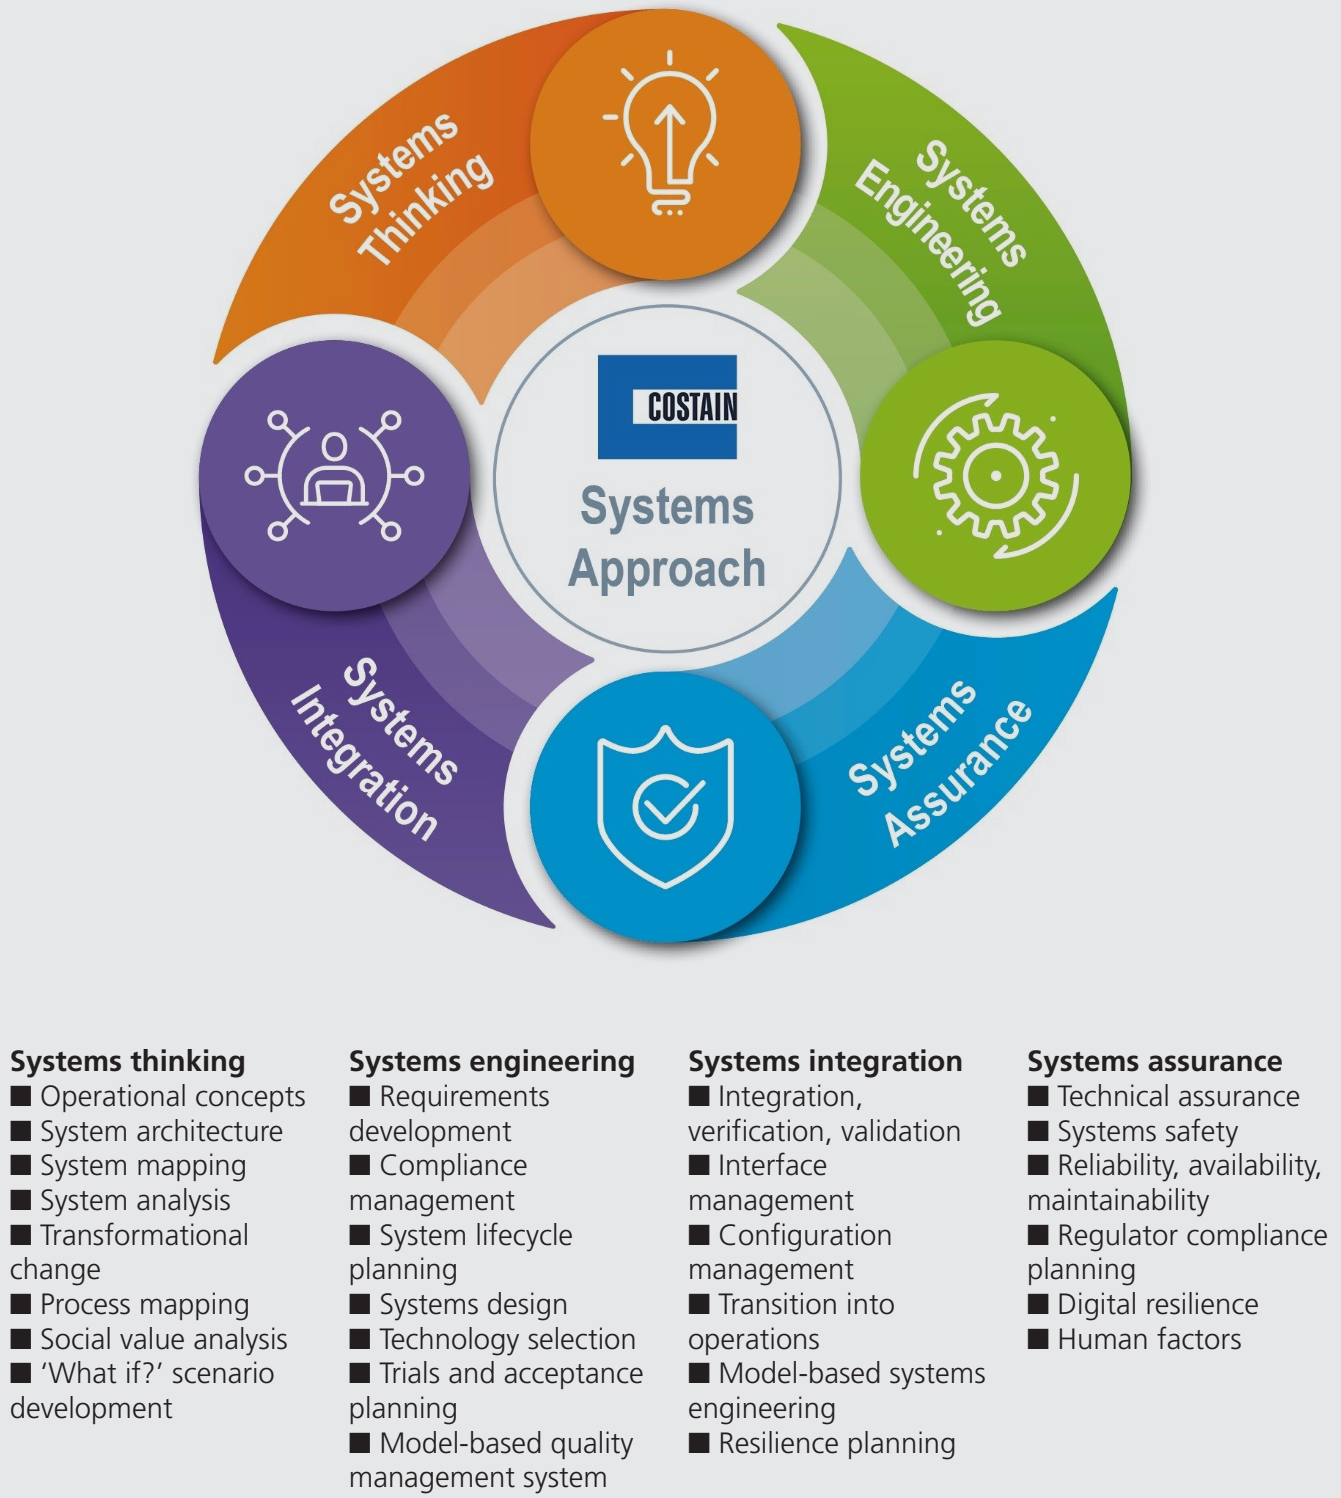 Systems
Thinking
Systems
Engineering
COSTAIN
Systems
Approach
Systems
Integration
Systems
Assurance
Systems thinking
■ Operational concepts
■ System architecture
■ System mapping
■ System analysis
■ Transformational
change
■ Process mapping
■ Social value analysis
■ ‘What if?’ scenario
development
Systems engineering
■ Requirements
development
■ Compliance
management
■ System lifecycle
planning
■ Systems design
■ Technology selection
■ Trials and acceptance
planning
■ Model-based quality
management system
Systems integration
■ Integration,
verification, validation
■ Interface
management
■ Configuration
management
■ Transition into
operations
■ Model-based systems
engineering
■ Resilience planning
Systems assurance
■ Technical assurance
■ Systems safety
■ Reliability, availability,
maintainability
■ Regulator compliance
planning
■ Digital resilience
■ Human factors